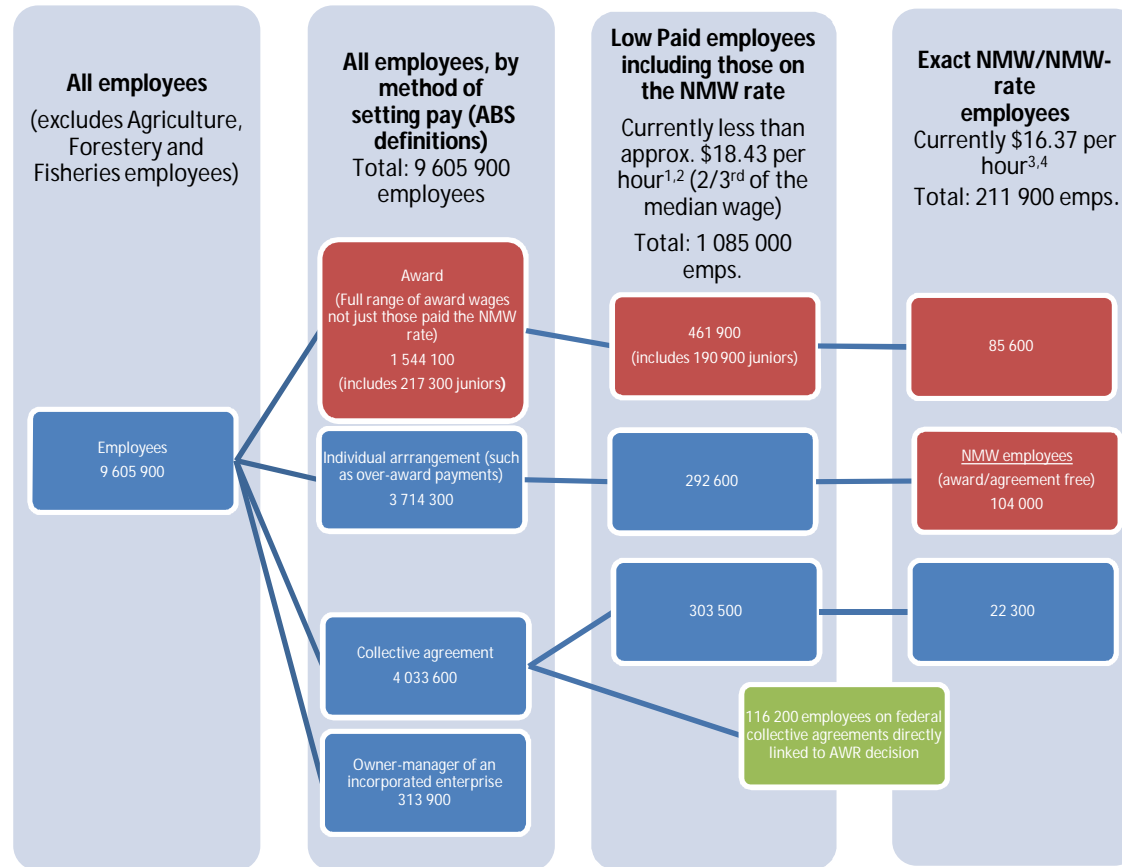 All employees
(excludes Agriculture,
Forestery and
Fisheries employees)
Employees
9 605 900
All employees, by
method of
setting pay (ABS
definitions)
Total: 9 605 900
employees
Award
(Full range of award wages
not just those paid the NMW
rate)
1 544 100
(includes 217 300 juniors)
Individual arrrangement (such
as over-award payments)
3 714 300
Collective agreement
4 033 600
Owner-manager of an
incorporated enterprise
313 900
Low Paid employees
including those on
the NMW rate
Currently less than
approx. $18.43 per
hour1,2 (2/3rd of the
median wage)
Total: 1 085 000
emps.
461 900
(includes 190 900 juniors)
292 600
303 500
116 200 employees on federal
collective agreements directly
linked to AWR decision
Exact NMW/NMW-
rate
employees
Currently $16.37 per
hour3,4
Total: 211 900 emps.
85 600
NMW employees
(award/agreement free)
104 000
22 300